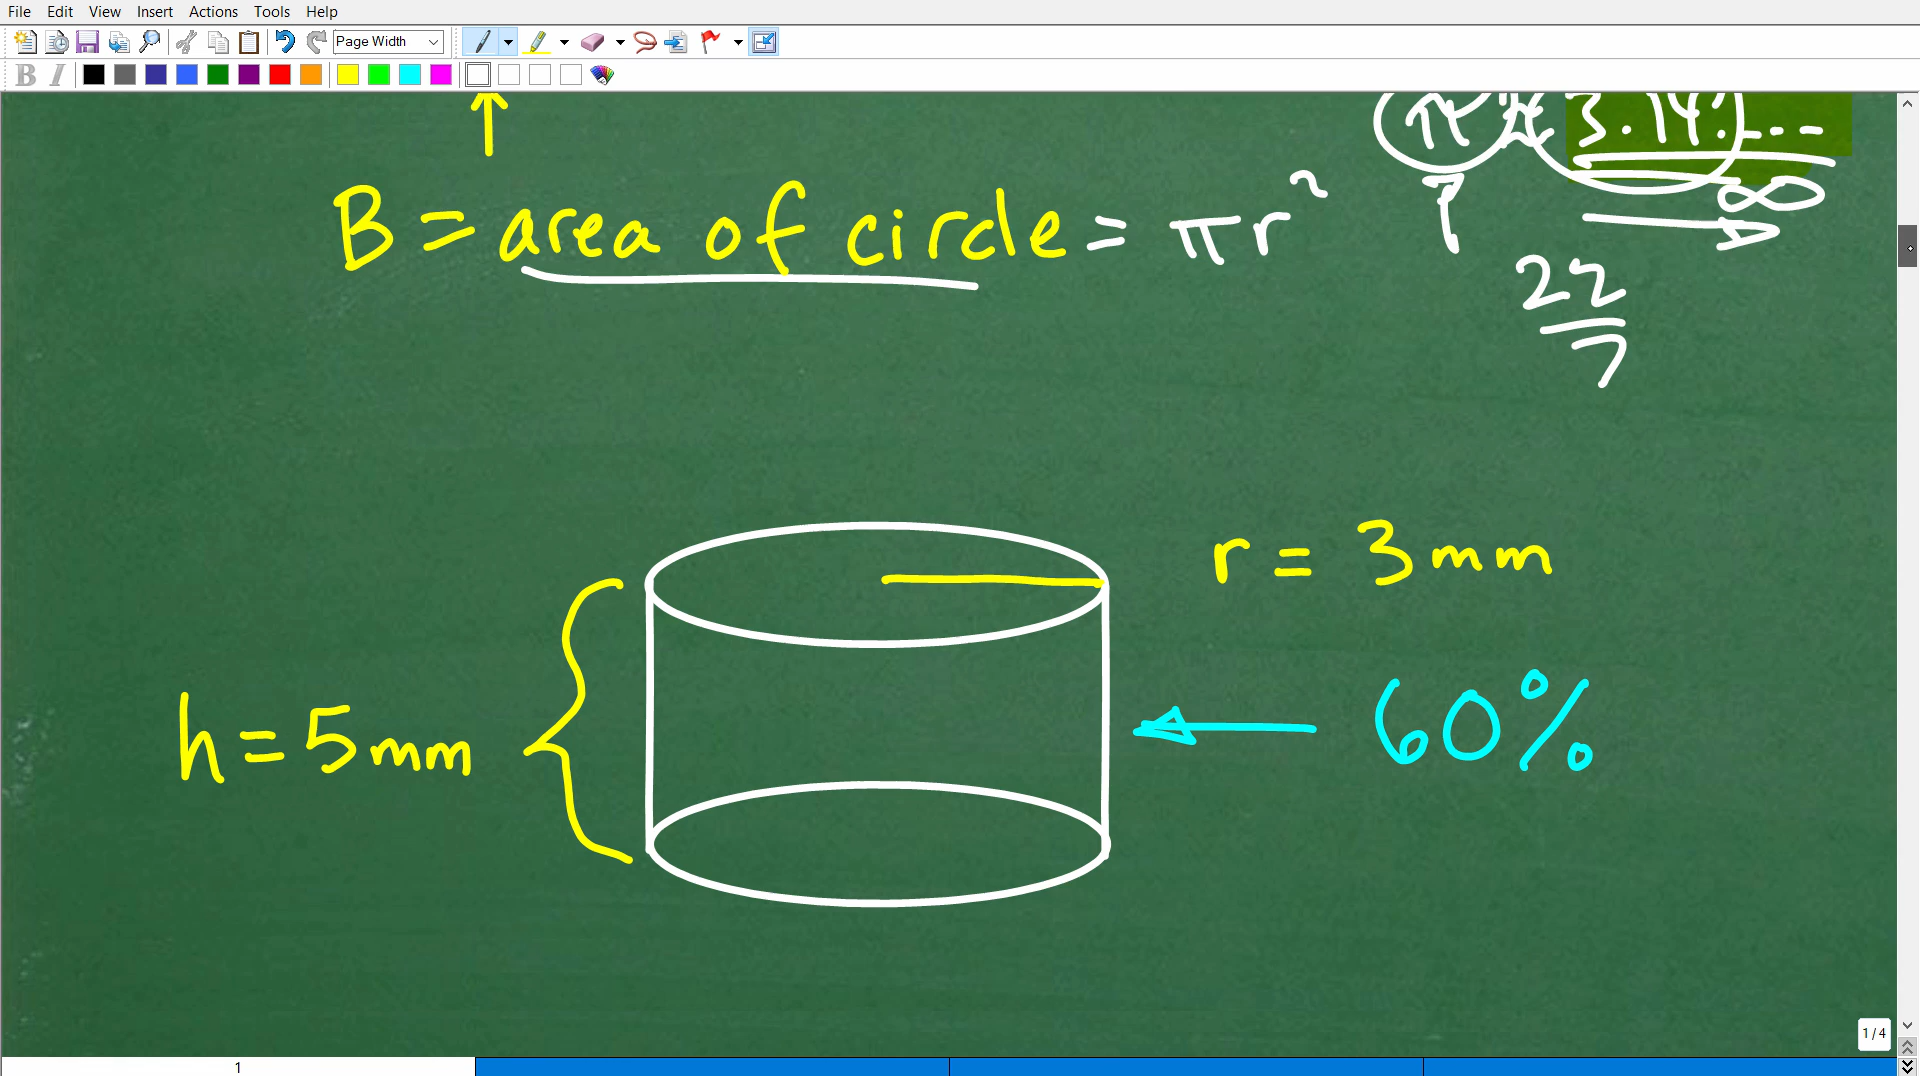 File Edit View Insert Actions Tools Help
Page Width
B I
π ≈ 3.141...
∞
B = area of circle = πr²
22
7
r = 3mm
h = 5mm
60%
1 / 4
1